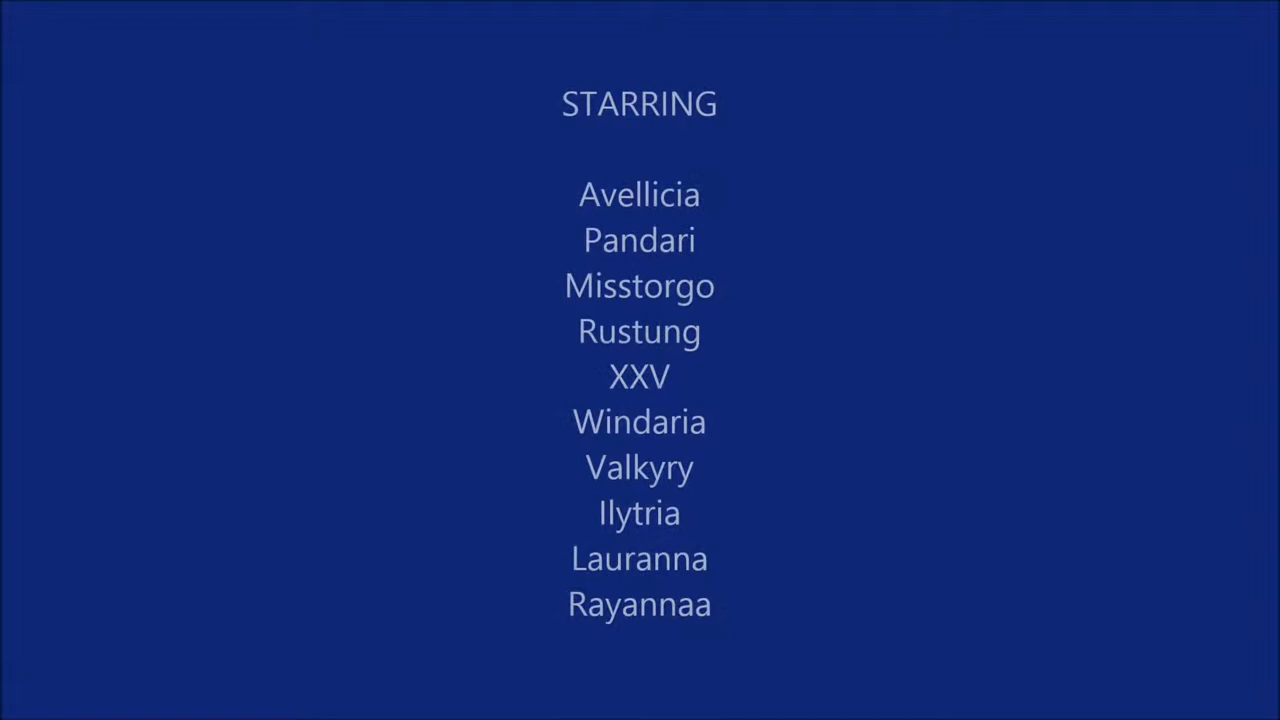 STARRING
Avellicia
Pandari
Misstorgo
Rustung
XXV
Windaria
Valkyry
Ilytria
Lauranna
Rayannaa